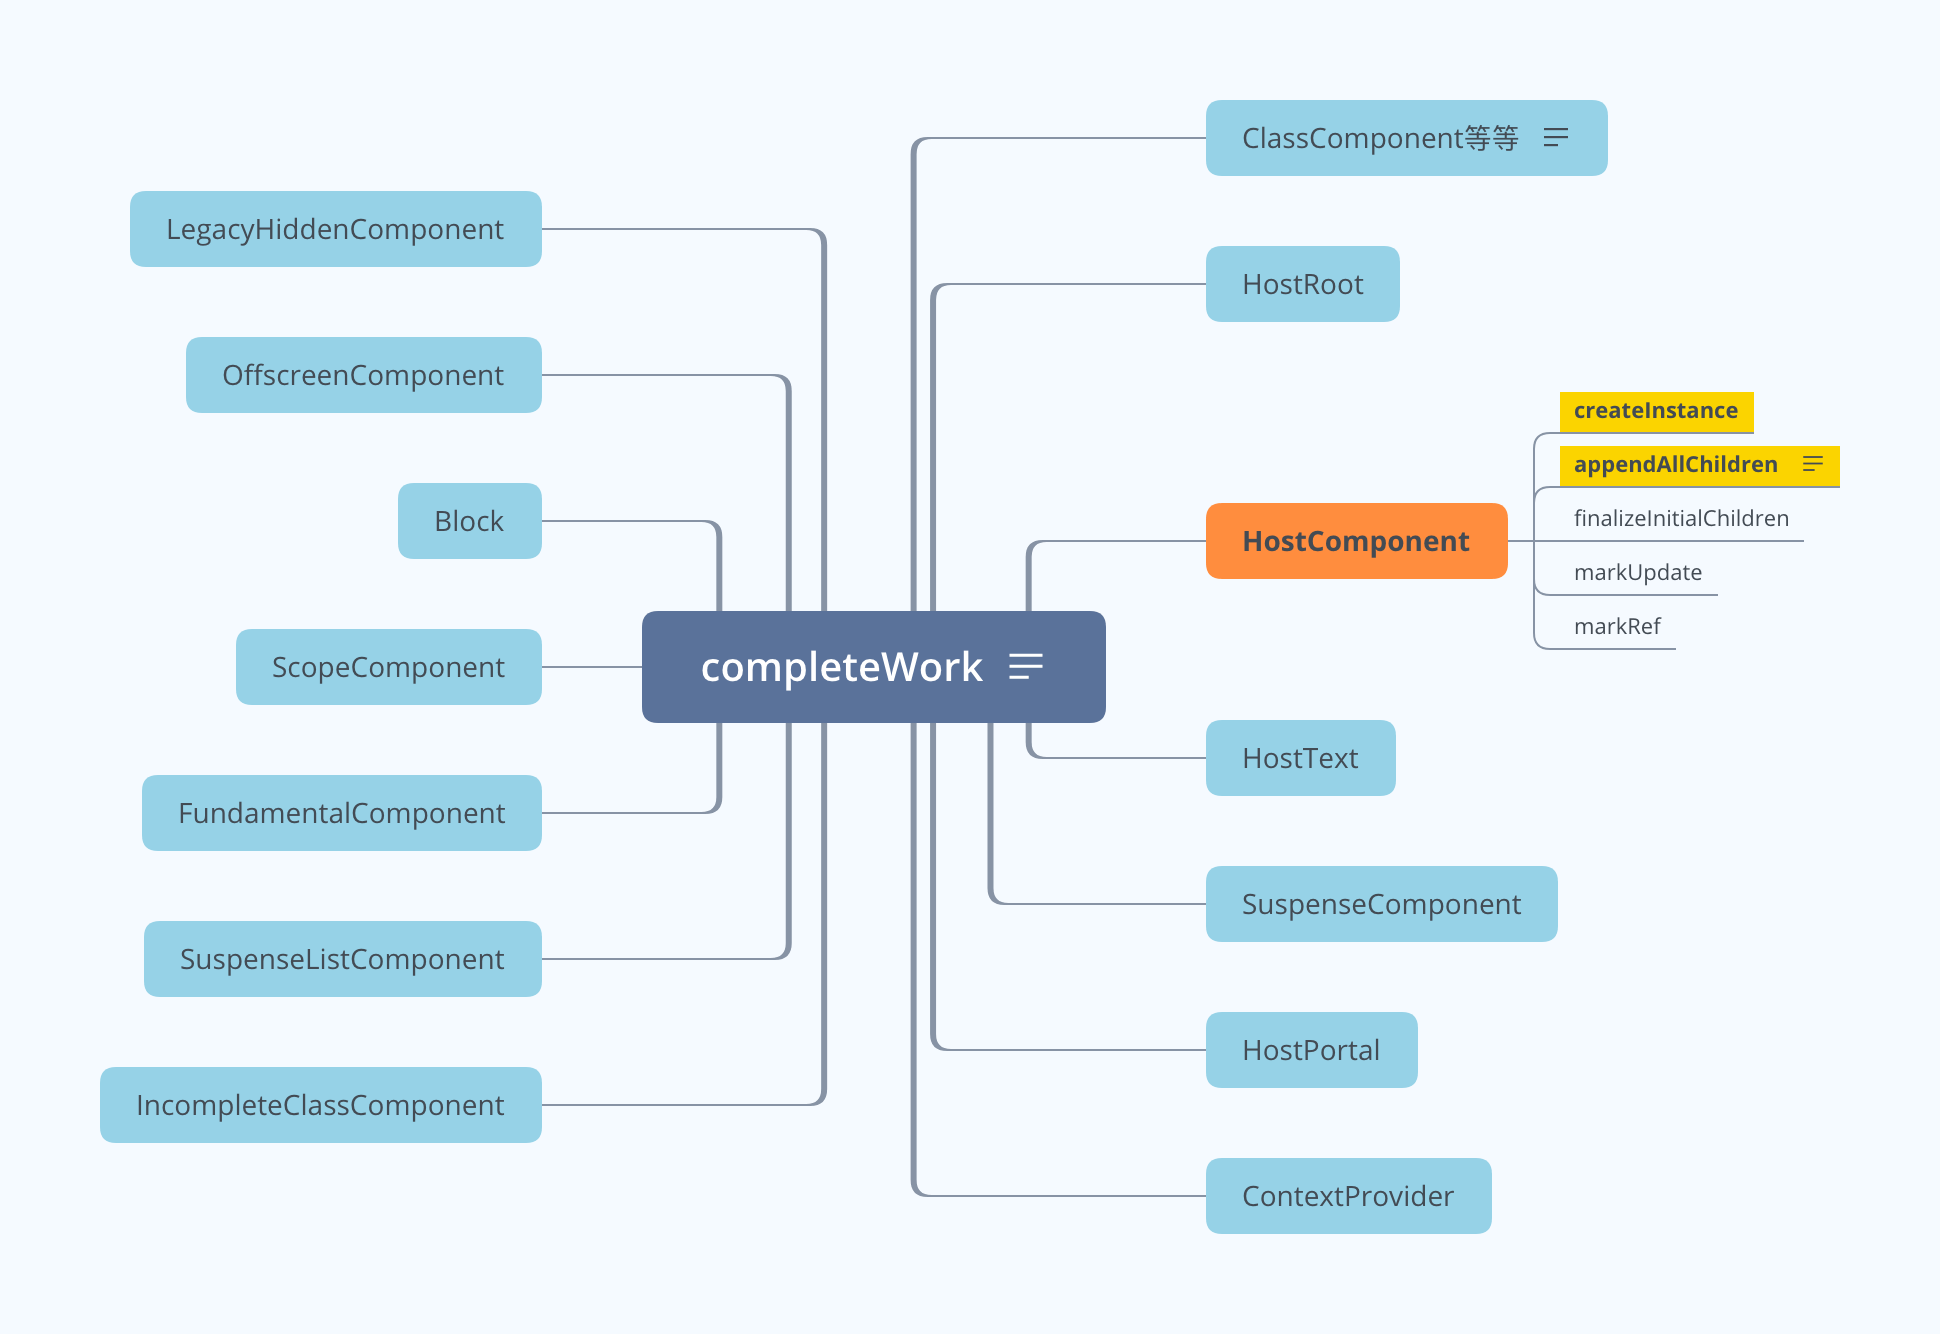 ClassComponent等等
HostRoot
createInstance
appendAllChildren
finalizeInitialChildren
markUpdate
markRef
HostComponent
HostText
SuspenseComponent
HostPortal
ContextProvider
completeWork
LegacyHiddenComponent
OffscreenComponent
Block
ScopeComponent
FundamentalComponent
SuspenseListComponent
IncompleteClassComponent